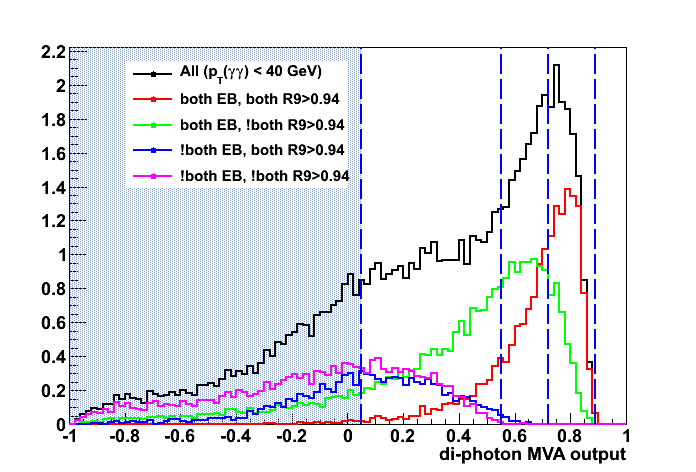 2.2
2
1.8
1.6
1.4
1.2
1
0.8
0.6
0.4
0.2
0
All (pT(γγ) < 40 GeV)
both EB, both R9>0.94
both EB, !both R9>0.94
!both EB, both R9>0.94
!both EB, !both R9>0.94
-1 -0.8 -0.6 -0.4 -0.2 0 0.2 0.4 0.6 0.8 1
di-photon MVA output